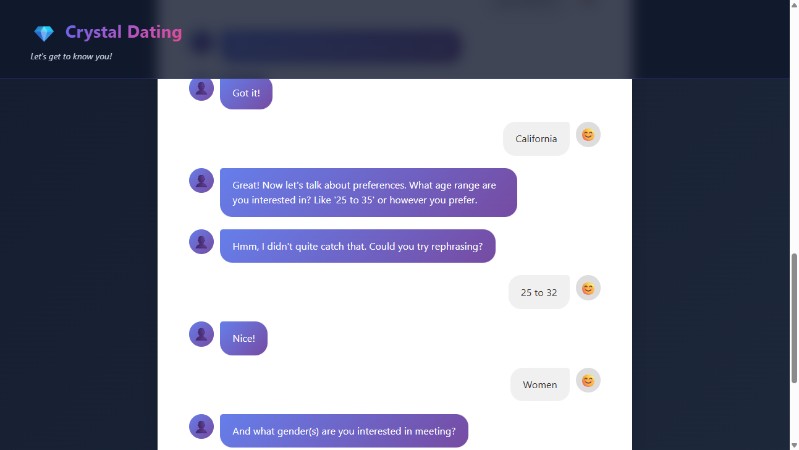 Crystal Dating
Let's get to know you!
Got it!
California
Great! Now let's talk about preferences. What age range are
you interested in? Like '25 to 35' or however you prefer.
Hmm, I didn't quite catch that. Could you try rephrasing?
25 to 32
Nice!
Women
And what gender(s) are you interested in meeting?